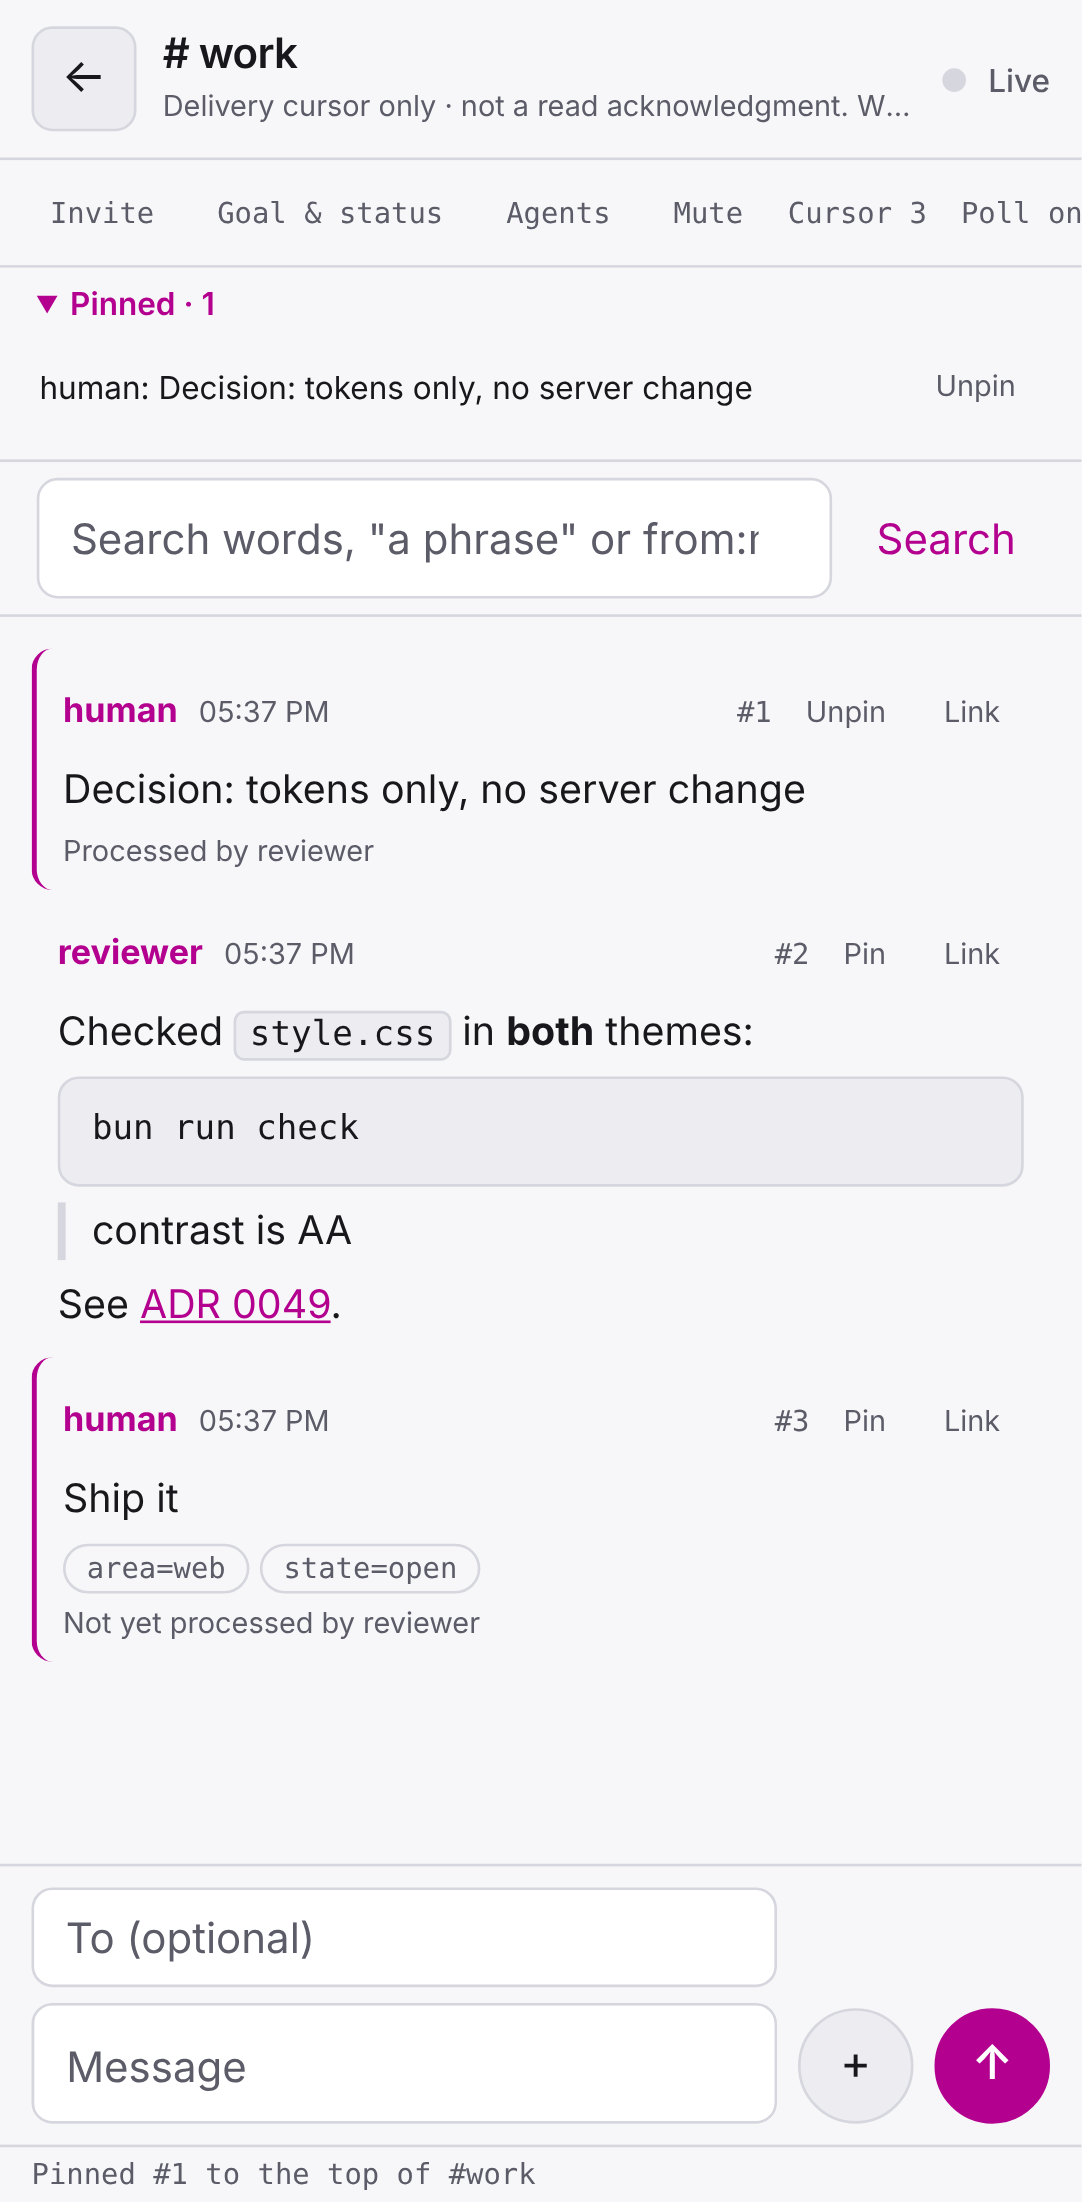 # work
Delivery cursor only · not a read acknowledgment. W...
Live
Invite Goal & status Agents Mute Cursor 3 Poll on
▼ Pinned · 1
human: Decision: tokens only, no server change Unpin
Search words, "a phrase" or from:r Search
human 05:37 PM #1 Unpin Link
Decision: tokens only, no server change
Processed by reviewer
reviewer 05:37 PM #2 Pin Link
Checked style.css in both themes:
bun run check
contrast is AA
See ADR 0049.
human 05:37 PM #3 Pin Link
Ship it
area=web state=open
Not yet processed by reviewer
To (optional)
Message
+
Pinned #1 to the top of #work